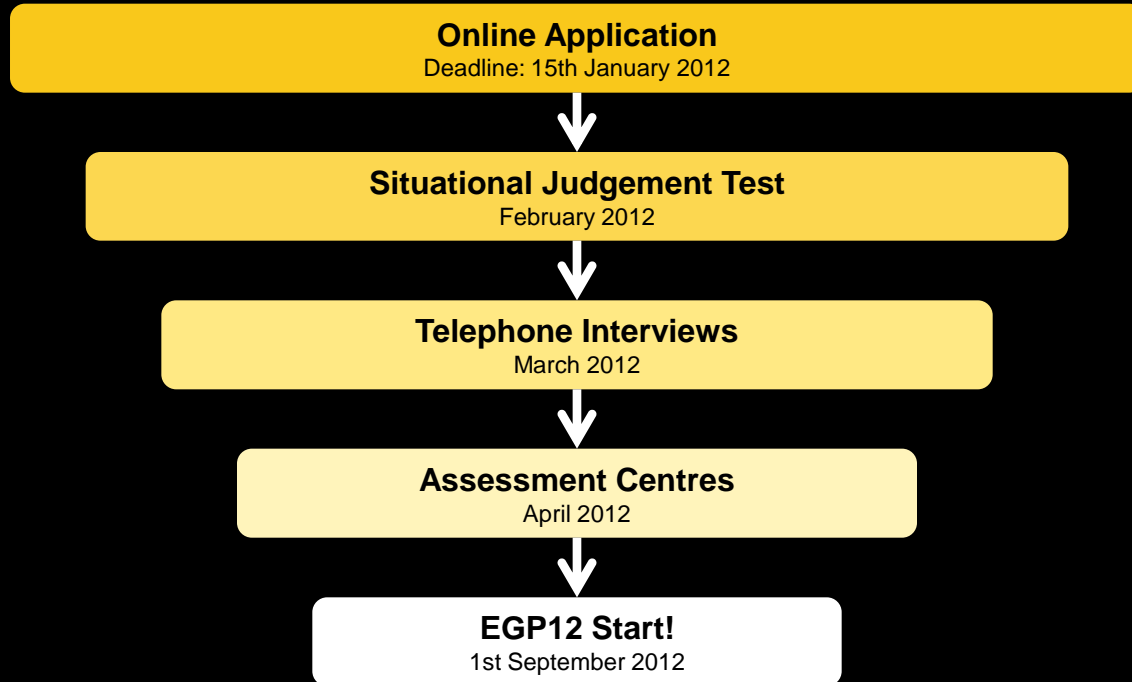 Online Application
Deadline: 15th January 2012
Situational Judgement Test
February 2012
Telephone Interviews
March 2012
Assessment Centres
April 2012
EGP12 Start!
1st September 2012